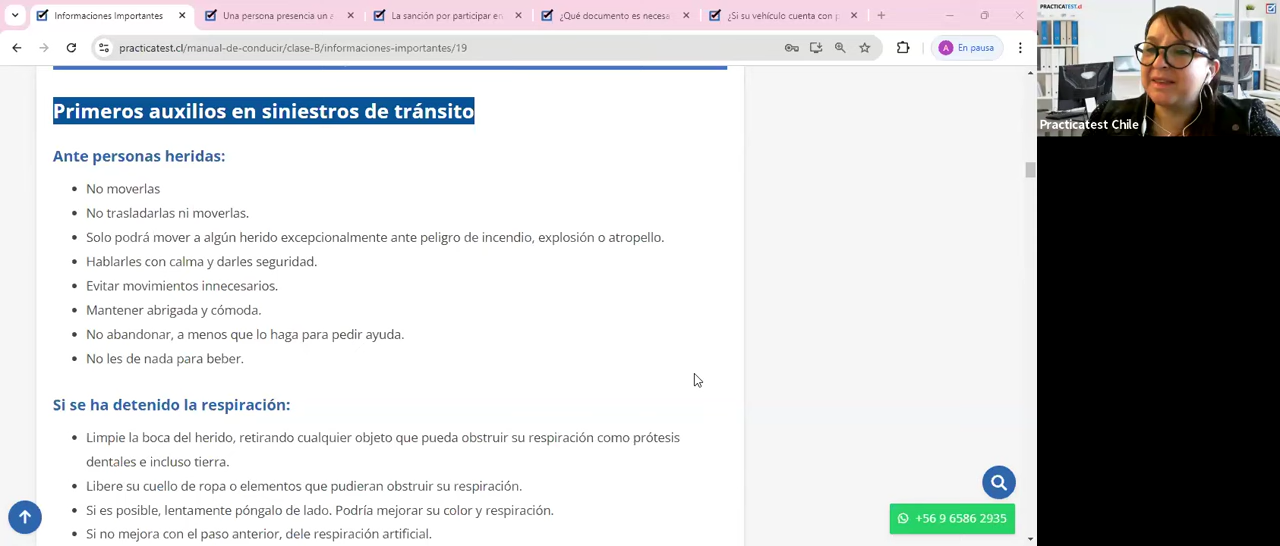 Informaciones Importantes
Una persona presencia un a
La sanción por participar en
¿Qué documento es necesa
¿Si su vehículo cuenta con p
practicatest.cl/manual-de-conducir/clase-B/informaciones-importantes/19
A En pausa
Primeros auxilios en siniestros de tránsito
Ante personas heridas:
No moverlas
No trasladarlas ni moverlas.
Solo podrá mover a algún herido excepcionalmente ante peligro de incendio, explosión o atropello.
Hablarles con calma y darles seguridad.
Evitar movimientos innecesarios.
Mantener abrigada y cómoda.
No abandonar, a menos que lo haga para pedir ayuda.
No les de nada para beber.
Si se ha detenido la respiración:
Limpie la boca del herido, retirando cualquier objeto que pueda obstruir su respiración como prótesis
dentales e incluso tierra.
Libere su cuello de ropa o elementos que pudieran obstruir su respiración.
Si es posible, lentamente póngalo de lado. Podría mejorar su color y respiración.
Si no mejora con el paso anterior, dele respiración artificial.
+56 9 6586 2935
PRACTICATEST.cl
Practicatest Chile